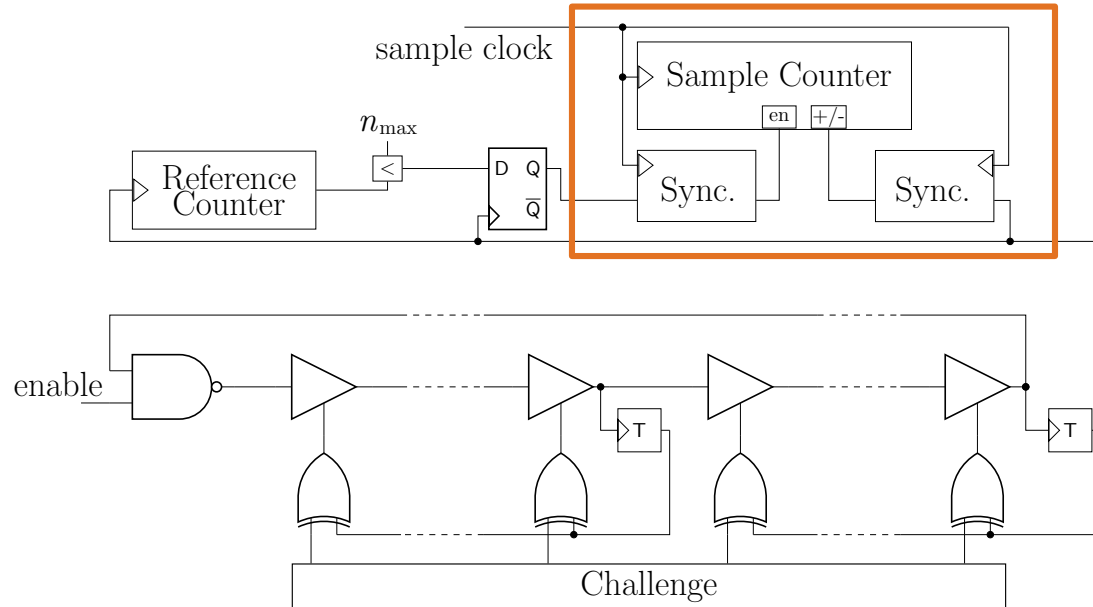 sample clock
Sample Counter
en
+/-
n_max
<
Reference
Counter
D
Q
Q̅
Sync.
Sync.
enable
T
T
Challenge